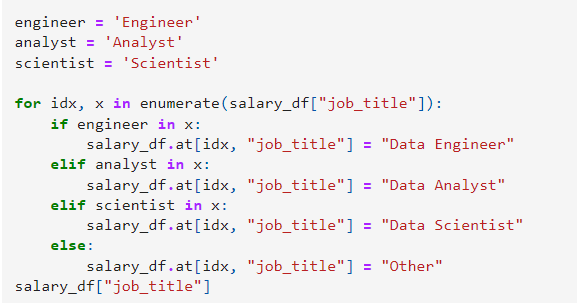 engineer = 'Engineer'
analyst = 'Analyst'
scientist = 'Scientist'

for idx, x in enumerate(salary_df["job_title"]):
    if engineer in x:
        salary_df.at[idx, "job_title"] = "Data Engineer"
    elif analyst in x:
        salary_df.at[idx, "job_title"] = "Data Analyst"
    elif scientist in x:
        salary_df.at[idx, "job_title"] = "Data Scientist"
    else:
        salary_df.at[idx, "job_title"] = "Other"
salary_df["job_title"]